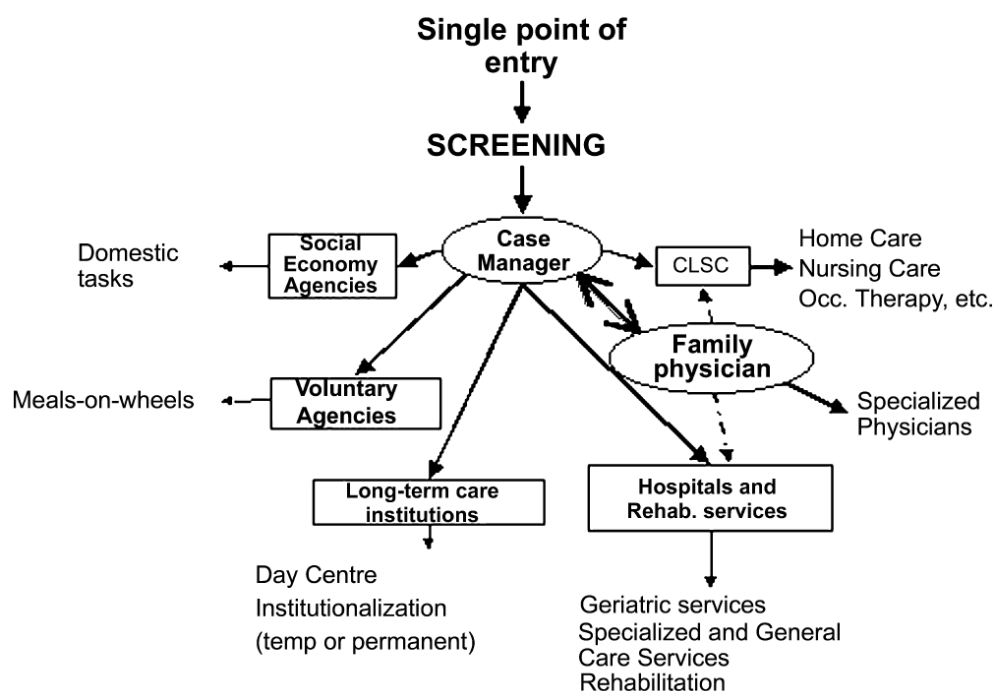 Single point of
entry
SCREENING
Case
Manager
Social
Economy
Agencies
Domestic
tasks
CLSC
Home Care
Nursing Care
Occ. Therapy, etc.
Family
physician
Voluntary
Agencies
Meals-on-wheels
Specialized
Physicians
Long-term care
institutions
Hospitals and
Rehab. services
Day Centre
Institutionalization
(temp or permanent)
Geriatric services
Specialized and General
Care Services
Rehabilitation